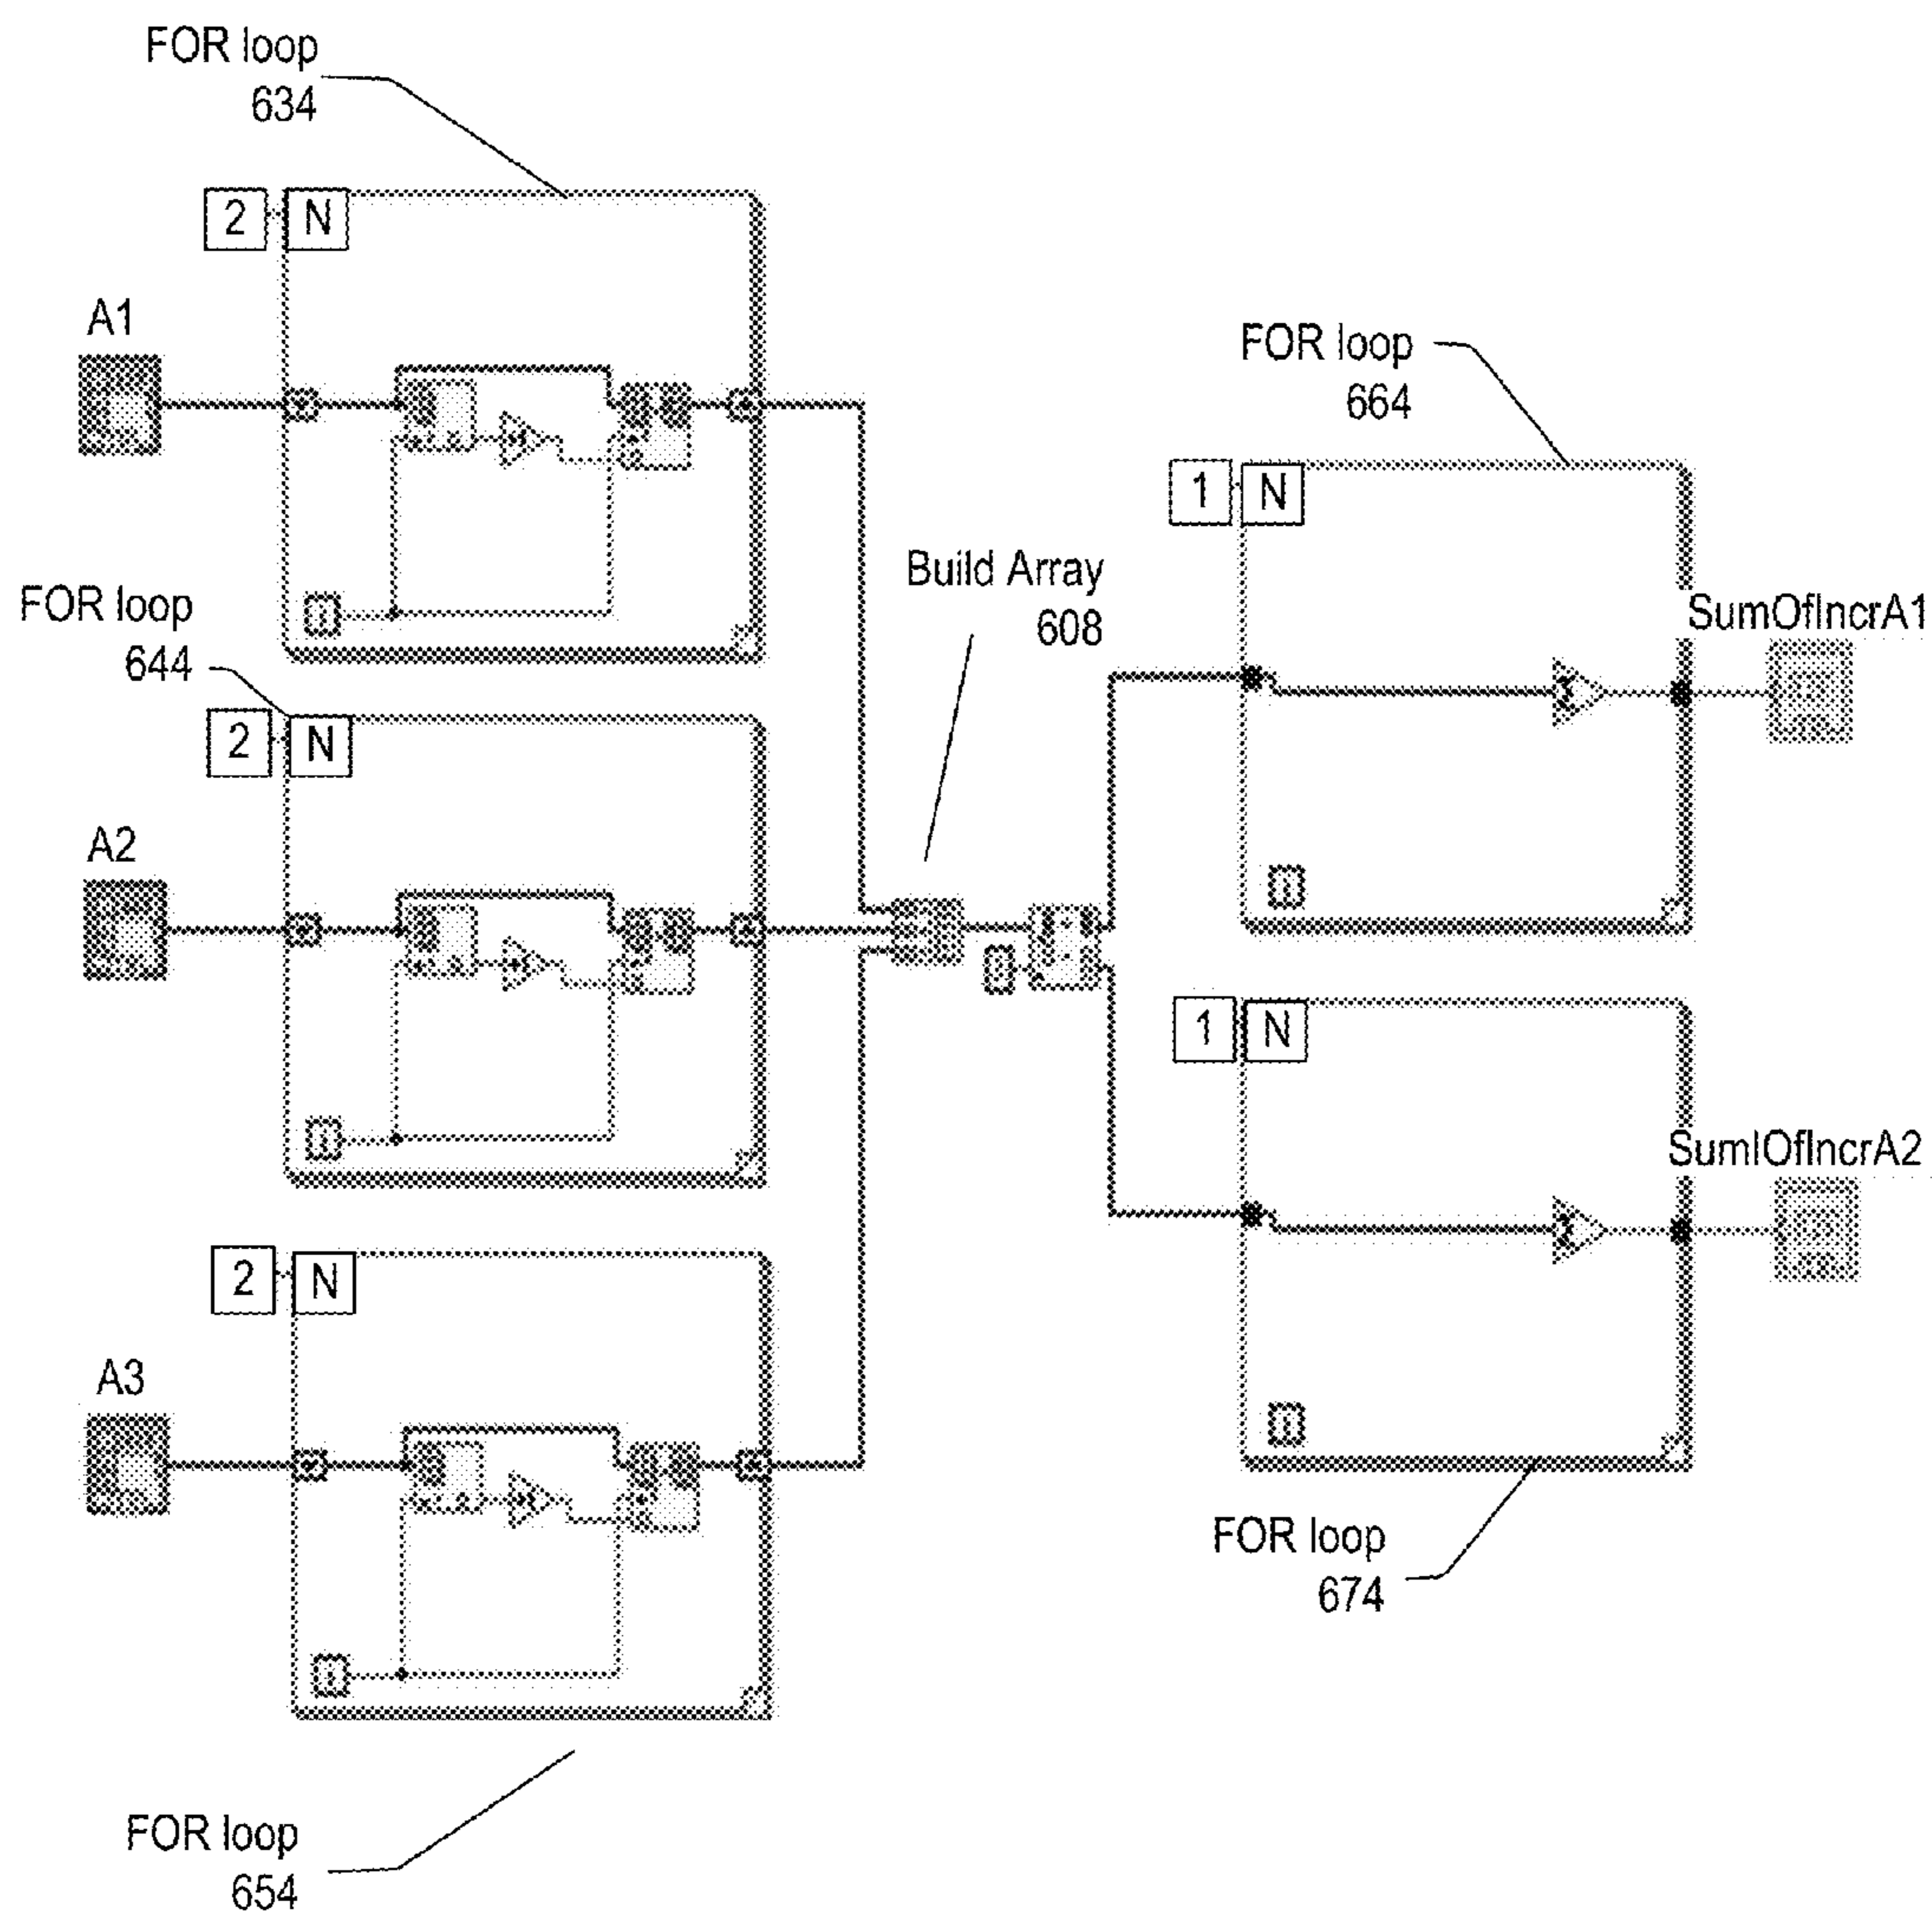 FOR loop
634
2
N
A1
FOR loop
664
1
N
Build Array
608
FOR loop
644
i
SumOfIncrA1
2
N
A2
i
1
N
SumIOfIncrA2
i
2
N
A3
i
FOR loop
674
i
FOR loop
654